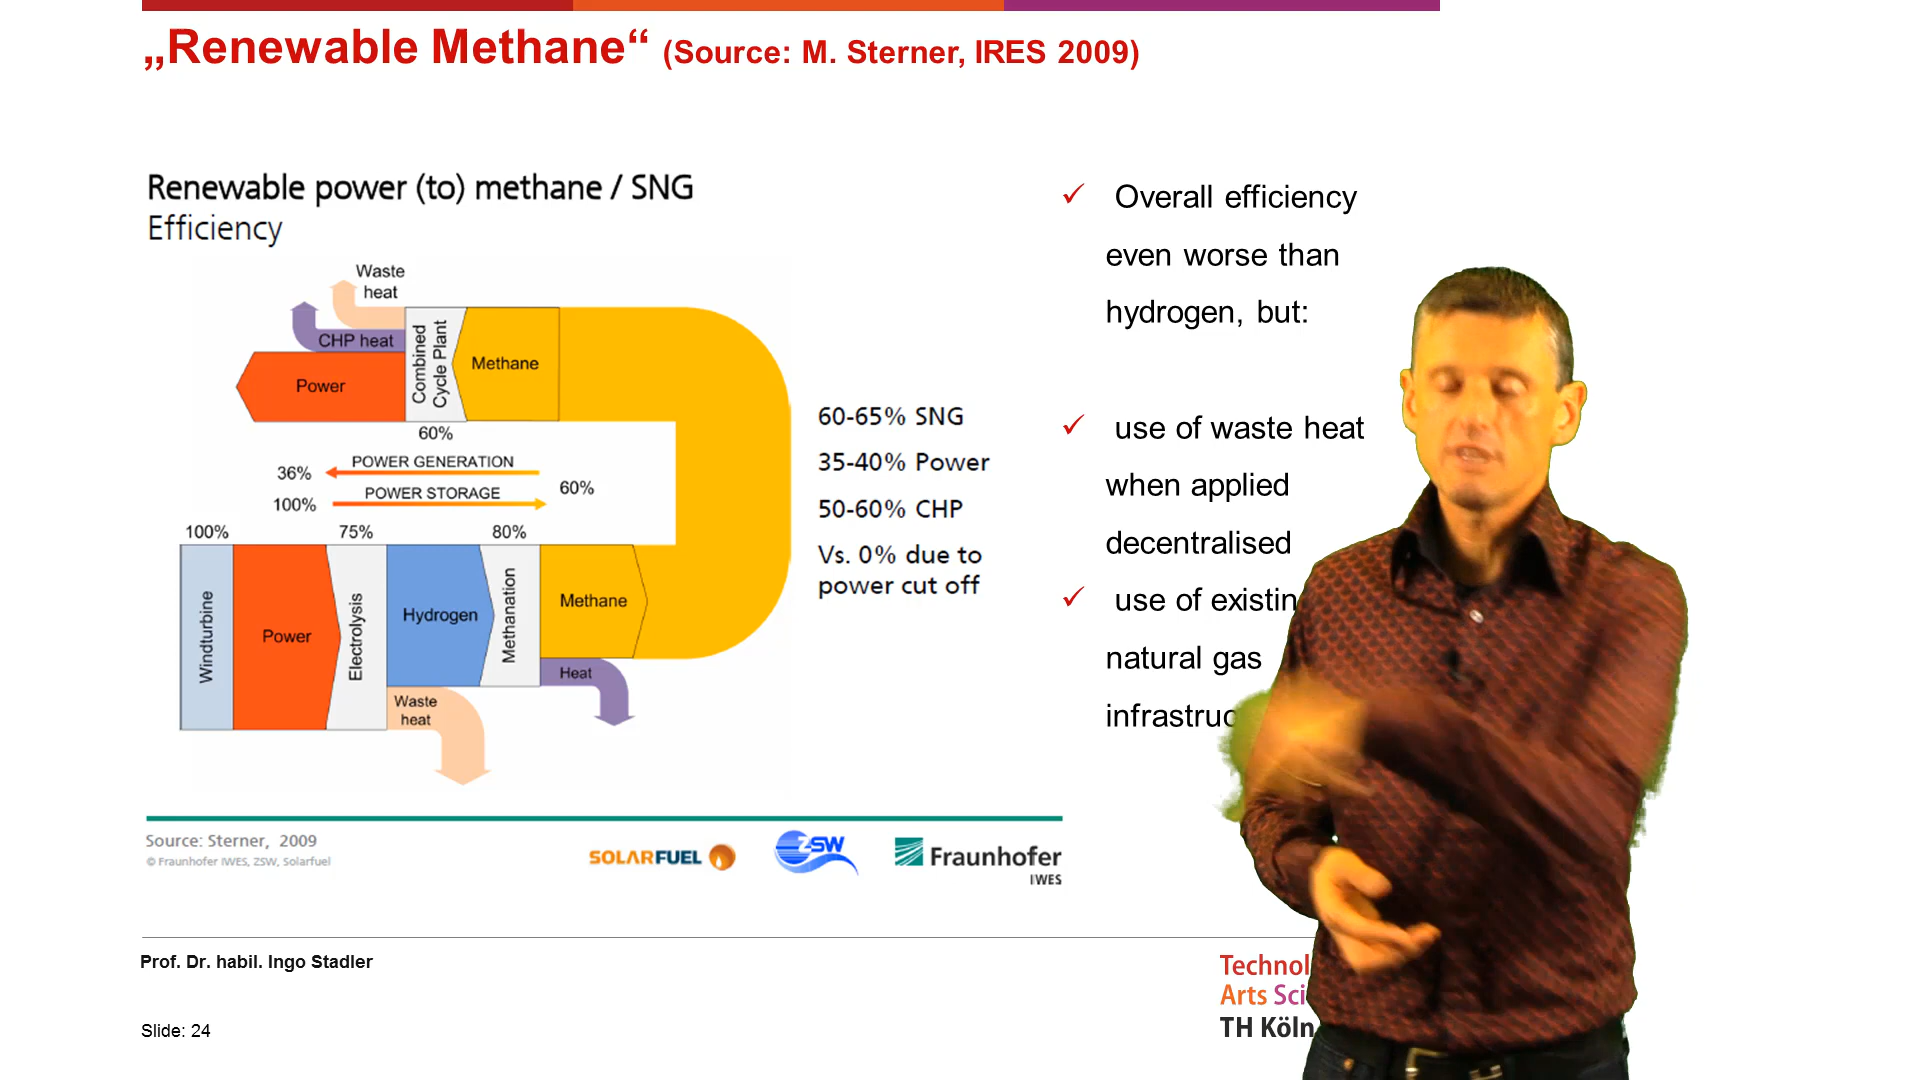 „Renewable Methane“ (Source: M. Sterner, IRES 2009)
Renewable power (to) methane / SNG
Efficiency
Waste
heat
CHP heat
Power
Combined
Cycle Plant
Methane
60%
POWER GENERATION
36%
POWER STORAGE
100%
60%
100%
75%
80%
Windturbine
Power
Electrolysis
Hydrogen
Methanation
Methane
Waste
heat
Heat
60-65% SNG
35-40% Power
50-60% CHP
Vs. 0% due to
power cut off
Overall efficiency
even worse than
hydrogen, but:
use of waste heat
when applied
decentralised
use of existin
natural gas
infrastruc
Source: Sterner, 2009
© Fraunhofer IWES, ZSW, Solarfuel
SOLARFUEL
ZSW
Fraunhofer
IWES
Prof. Dr. habil. Ingo Stadler
Slide: 24
Technol
Arts Sci
TH Köln